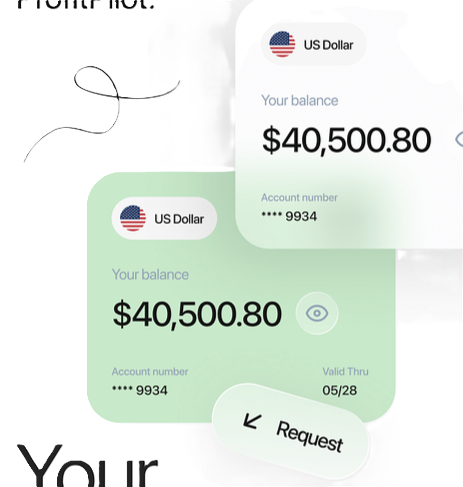 ProfitPilot.
US Dollar
Your balance
$40,500.80
Account number
**** 9934
US Dollar
Your balance
$40,500.80
Account number
Valid Thru
**** 9934
05/28
Request
Your